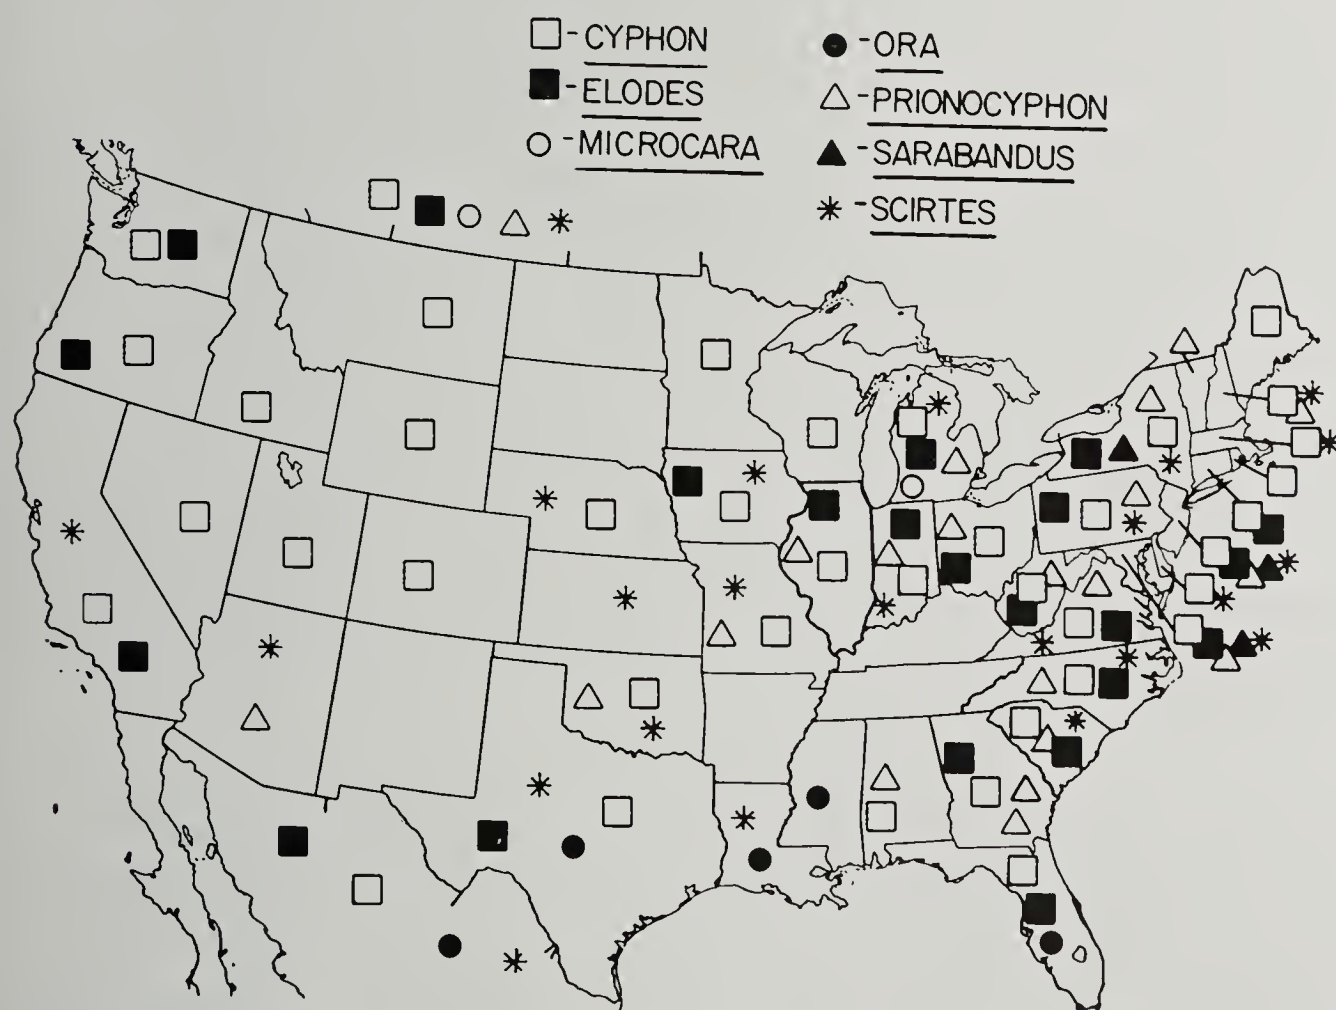 - CYPHON
- ELODES
- MICROCARA
- ORA
- PRIONOCYPHON
- SARABANDUS
- SCIRTES